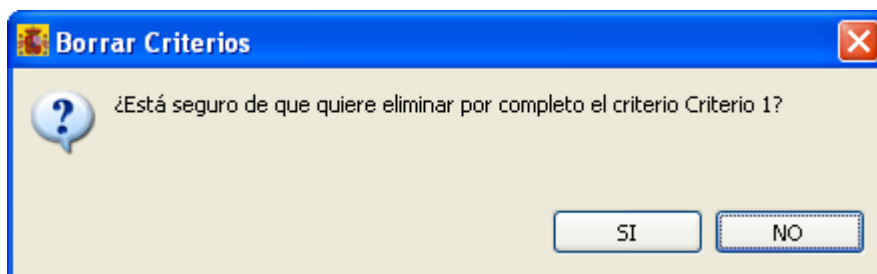 Borrar Criterios
¿Está seguro de que quiere eliminar por completo el criterio Criterio 1?
SI NO